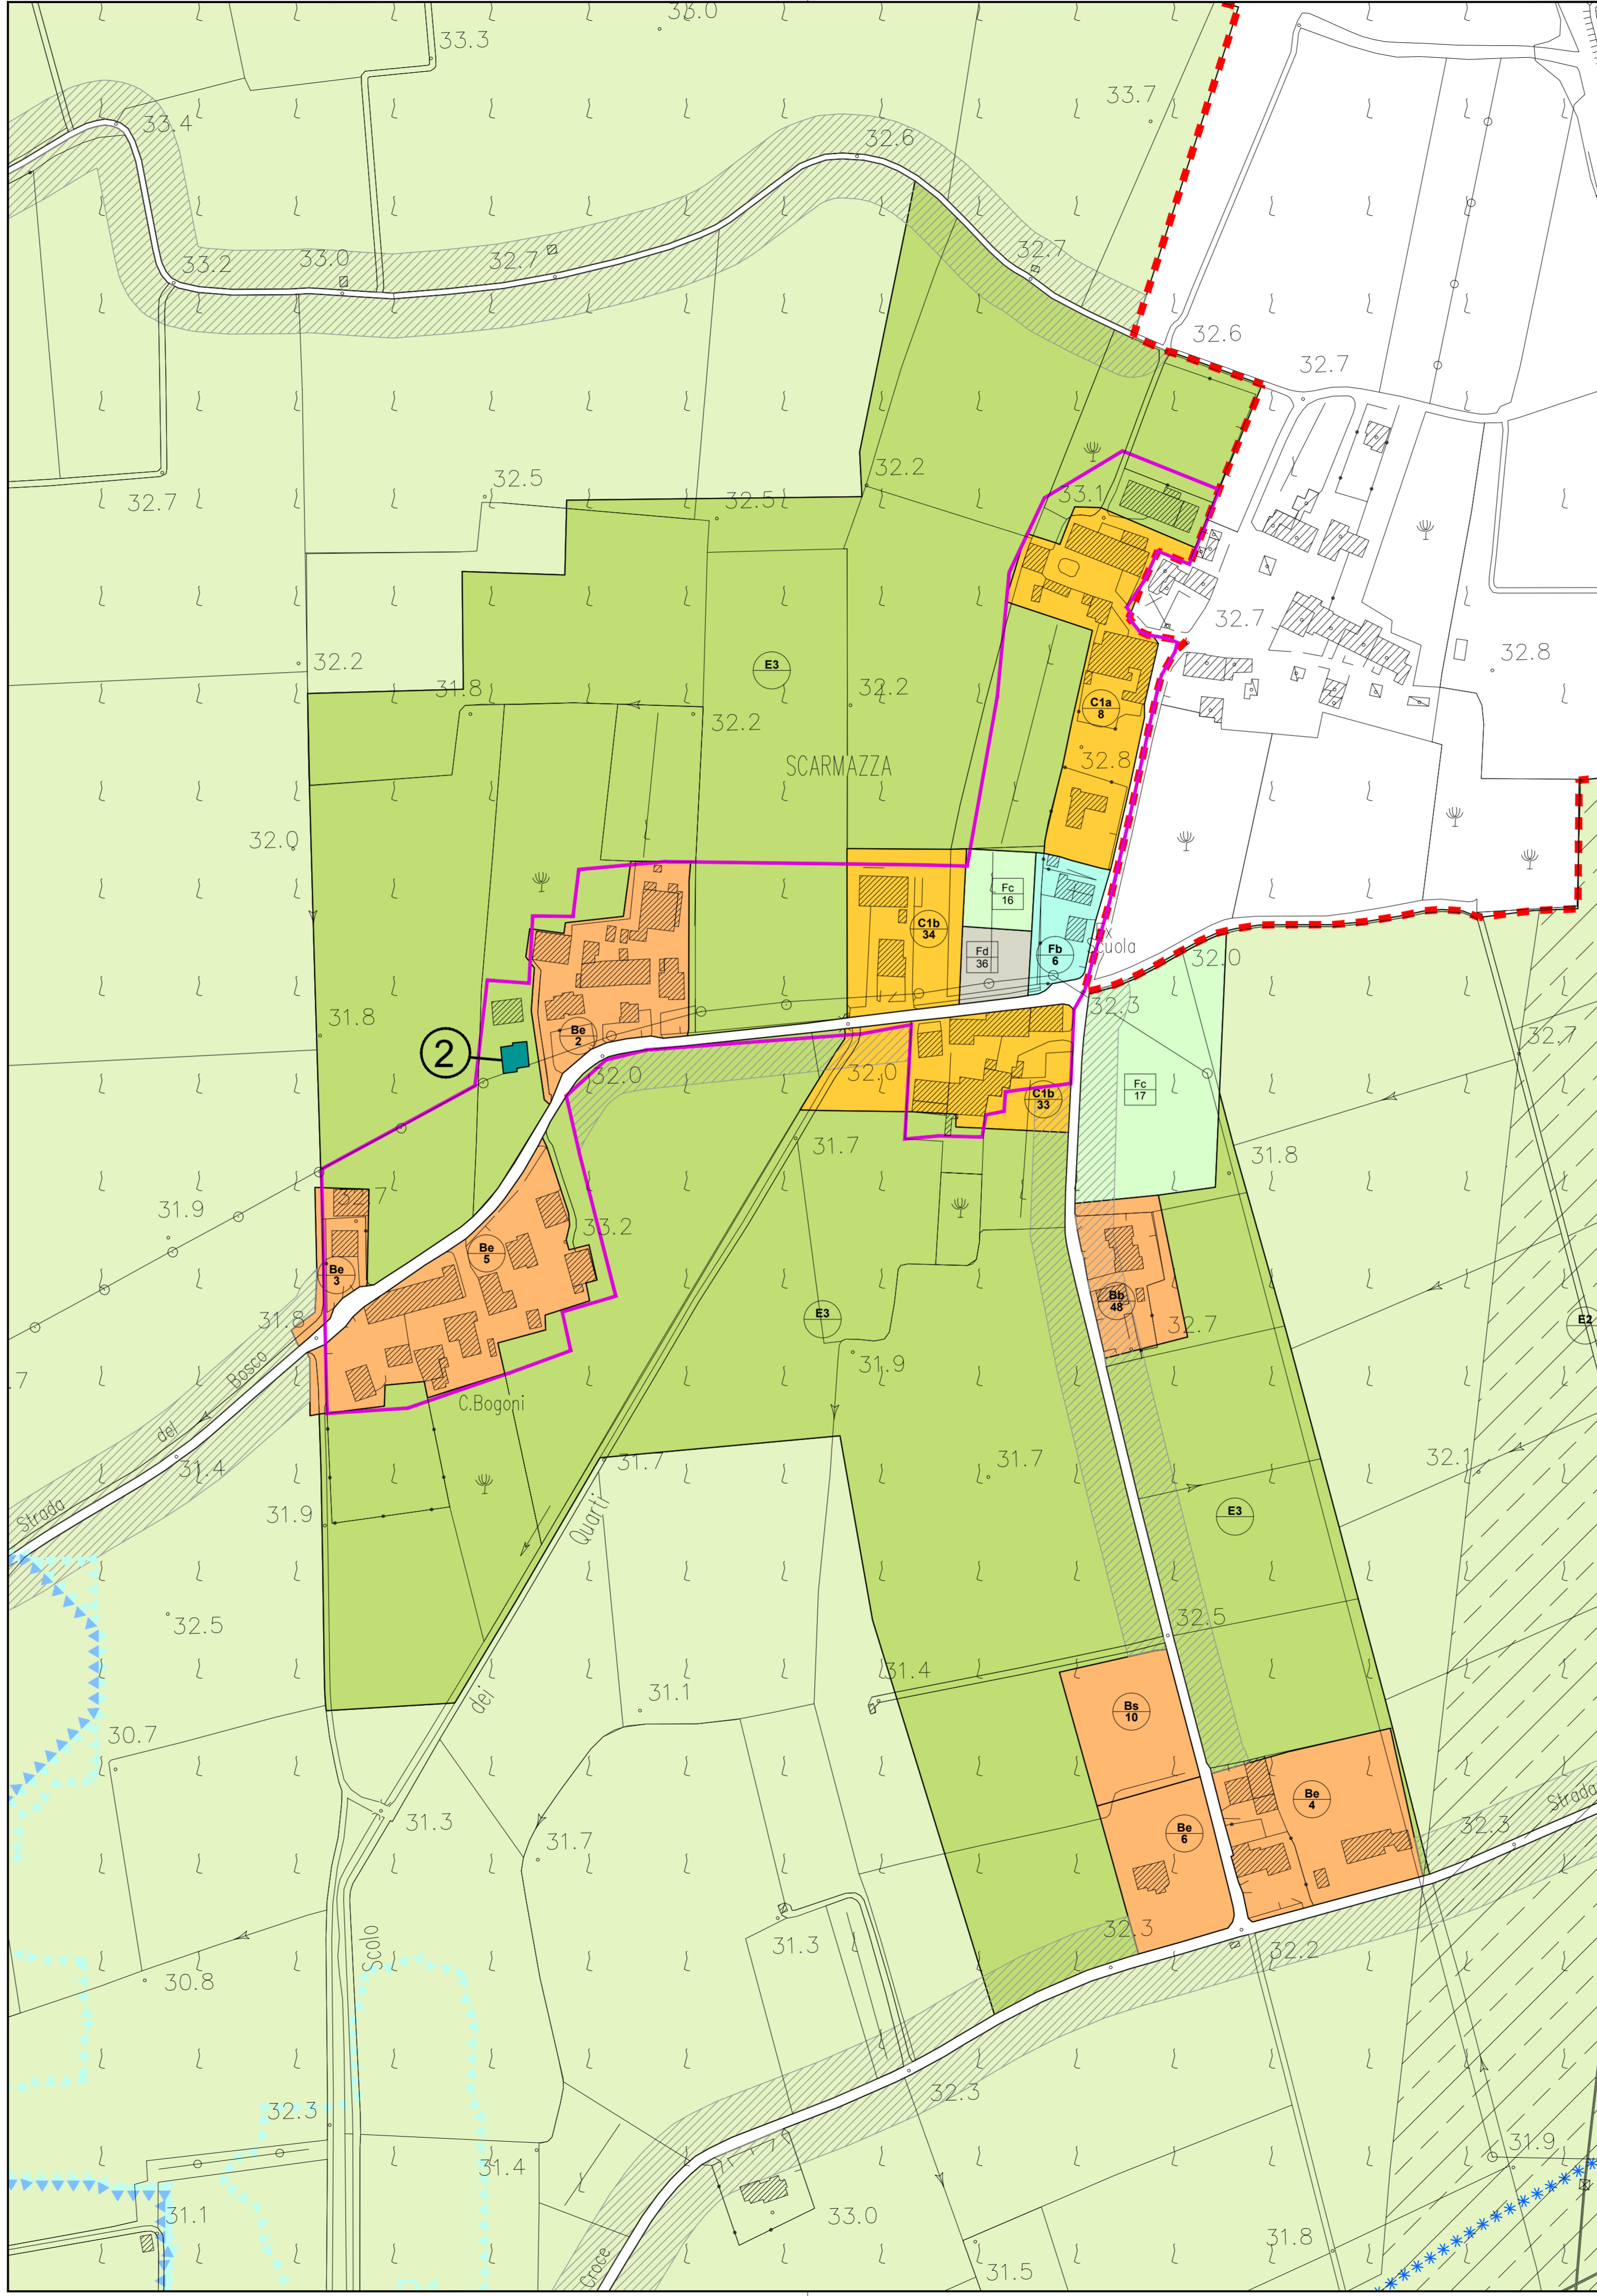 33.0
33.3
33.7
33.4
32.6
33.2
33.0
32.7
32.7
32.6
32.7
32.7
32.5
32.5
32.2
33.1
32.7
32.8
32.2
E3
31.8
32.2
32.2
C1a
8
SCARMAZZA
32.8
32.0
Fc
16
C1b
34
Fd
36
Fb
6
x
Scuola
32.0
31.8
32.3
32.7
2
Be
2
32.0
32.0
C1b
33
Fc
17
31.7
31.8
31.9
33.2
Be
5
Be
3
31.8
Bb
48
32.7
E3
E2
.7
31.9
Bosco
del
Strada
C.Bogoni
31.4
31.7
31.7
32.1
31.9
Quarti
E3
32.5
32.5
31.4
31.1
dei
Bs
10
30.7
31.3
31.7
Be
6
Be
4
32.3
Strada
Scolo
31.3
32.3
32.2
30.8
32.3
32.3
31.4
31.9
31.1
33.0
31.8
Croce
31.5